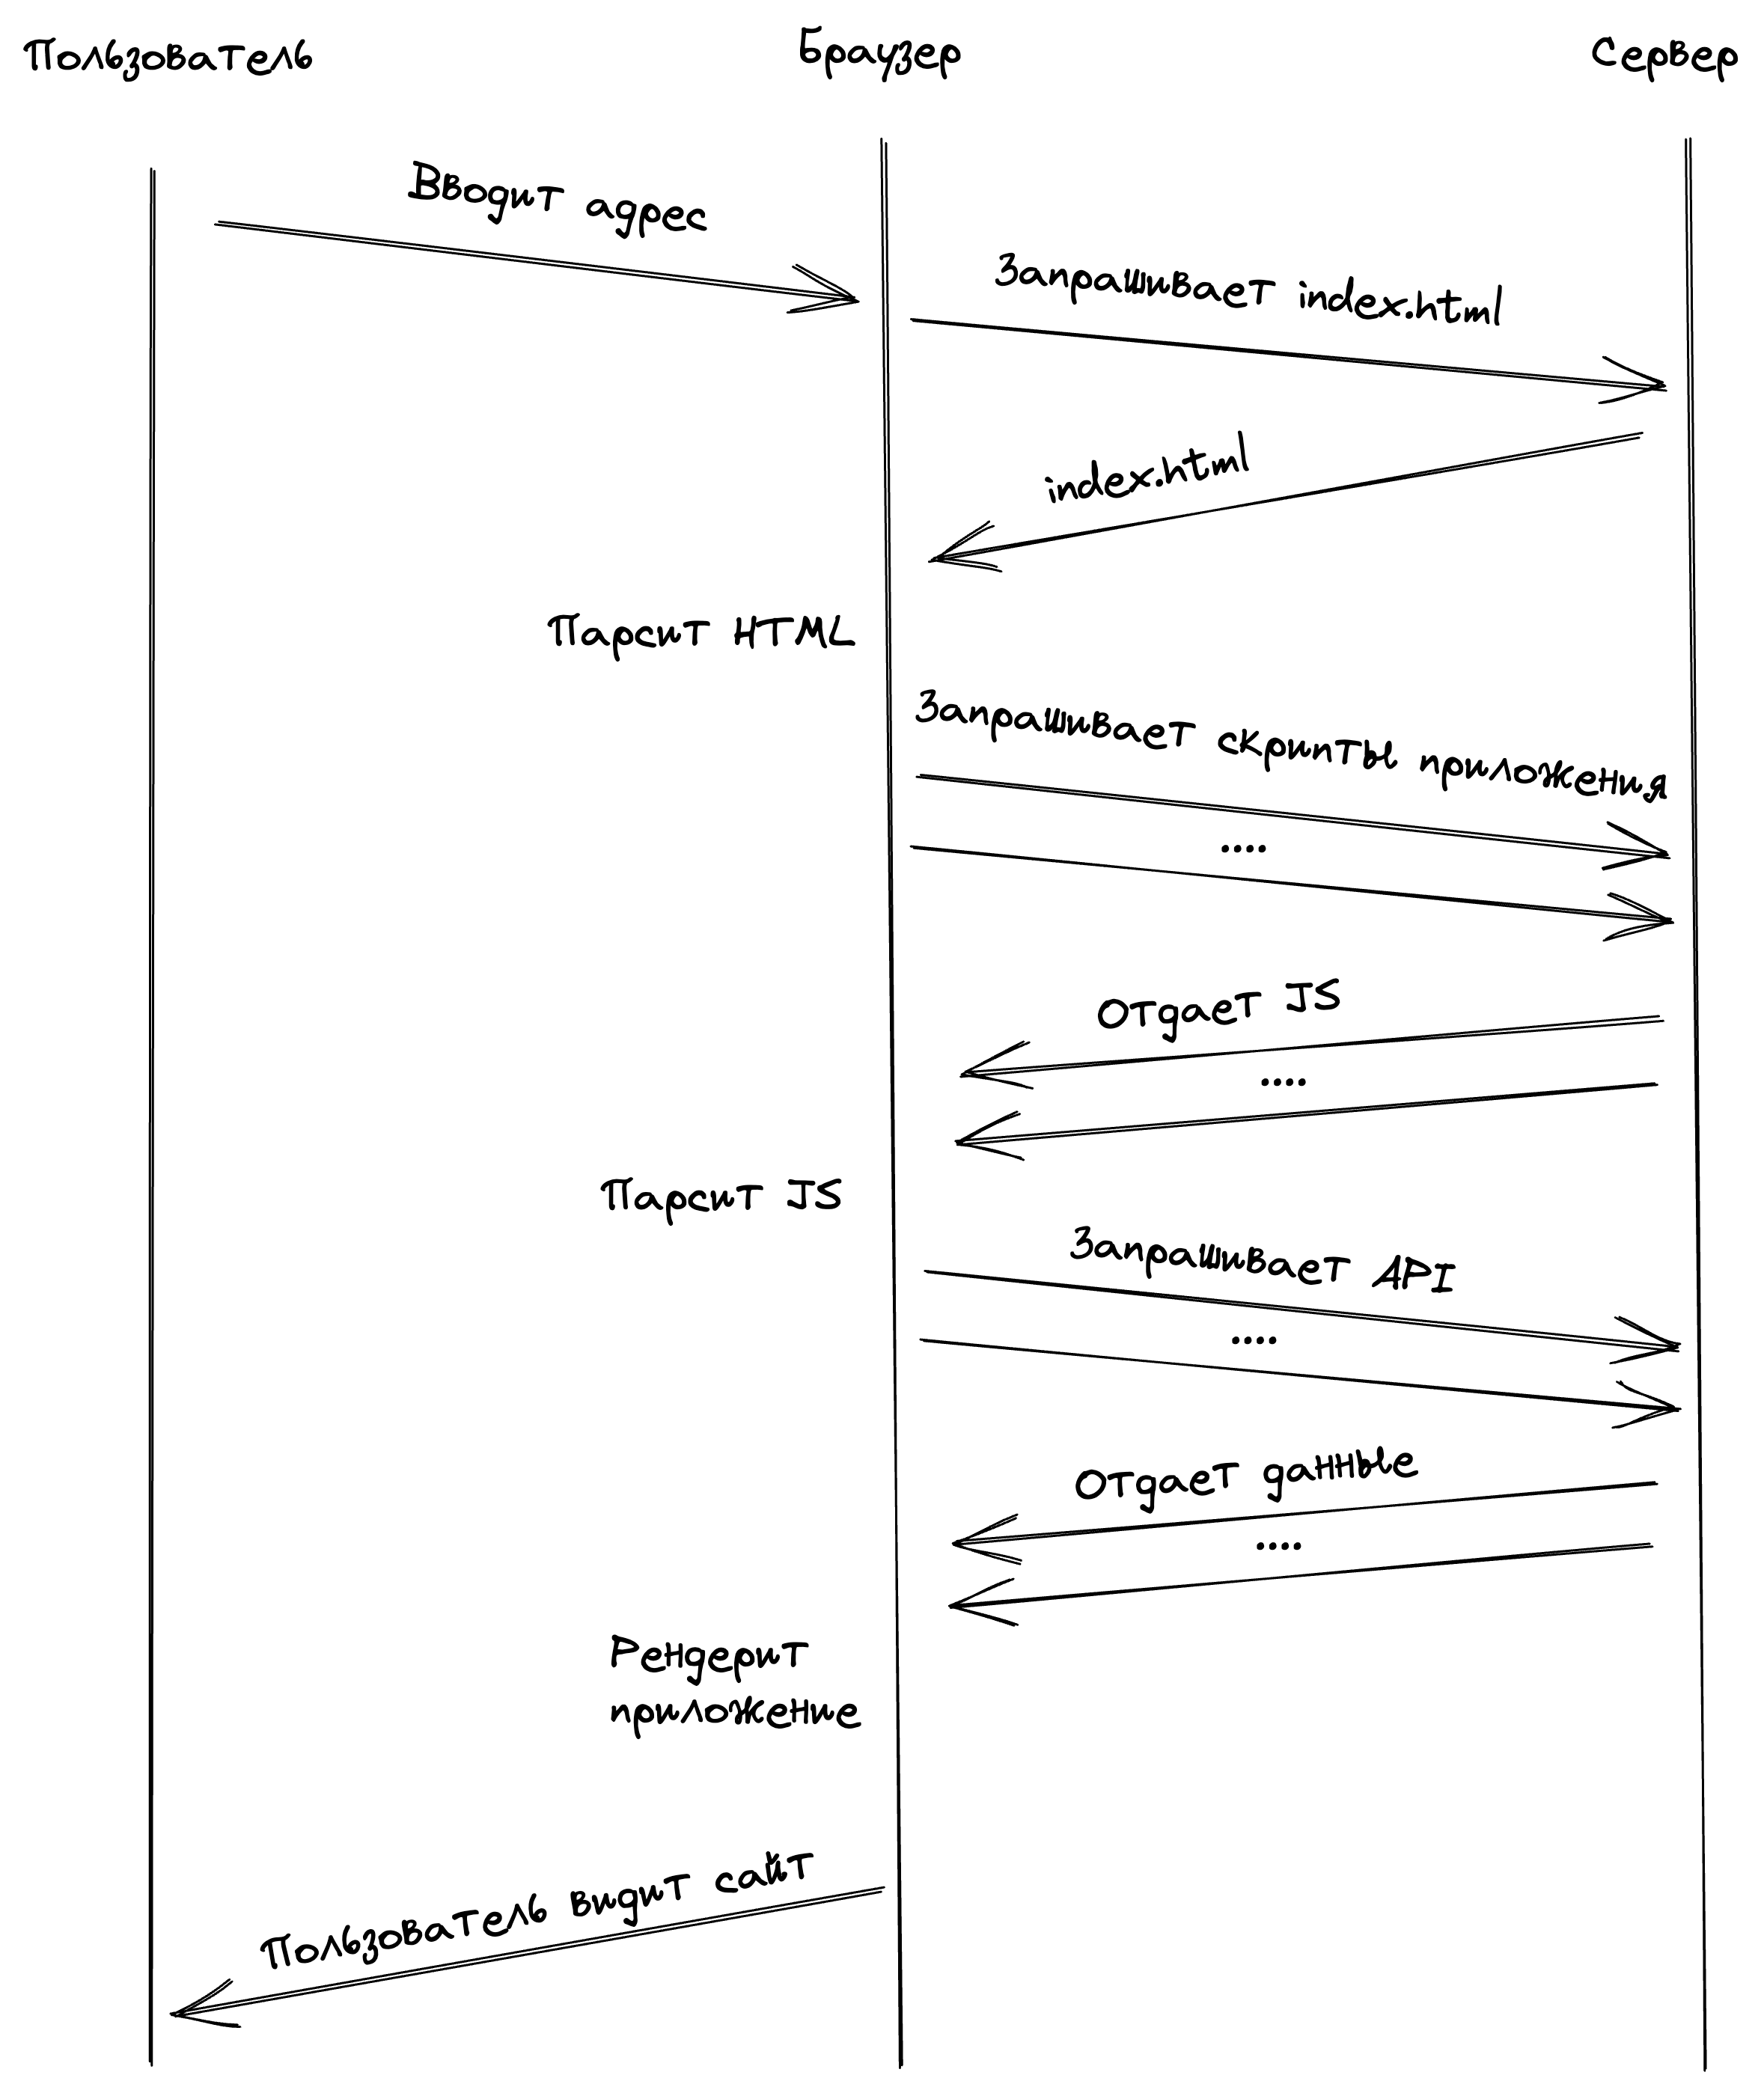 Пользователь
Браузер
Сервер
Вводит адрес
Запрашивает index.html
index.html
Парсит HTML
Запрашивает скрипты приложения
....
Отдает JS
....
Парсит JS
Запрашивает API
....
Отдает данные
....
Рендерит
приложение
Пользователь видит сайт